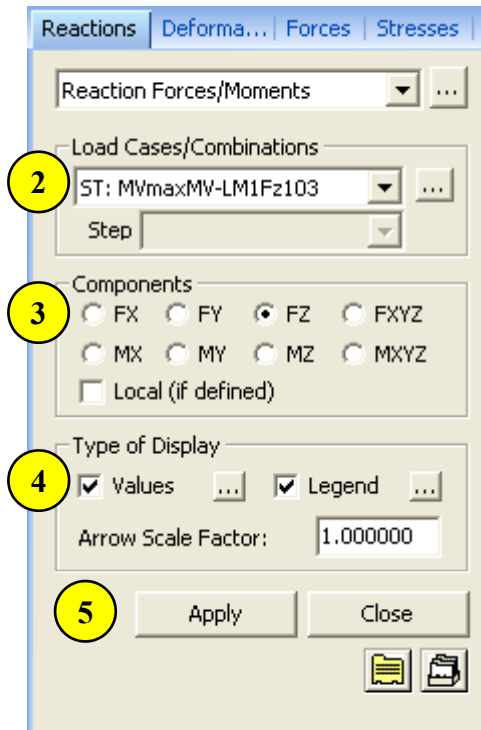 Reactions Deforma... Forces Stresses
Reaction Forces/Moments ...
Load Cases/Combinations
2 ST: MVmaxMV-LM1Fz103 ...
Step
Components
3 FX FY FZ FXYZ
MX MY MZ MXYZ
Local (if defined)
Type of Display
4 Values ... Legend ...
Arrow Scale Factor: 1.000000
5 Apply Close